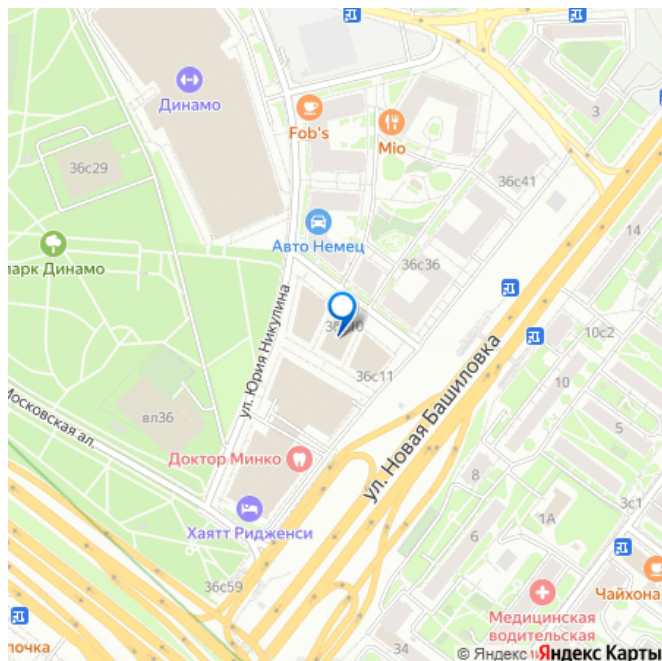 Динамо
Fob's
Mio
3
36с29
36с41
Авто Немец
14
парк Динамо
36с36
ул. Юрия Никулина
10с2
36с11
ул. Новая Башиловка
10
вл36
Московская ал.
5
Доктор Минко
8
3с1
Хаятт Ридженси
1А
6
36с59
Чайхона
Медицинская
водительская
34
© Яндекс
Яндекс Карты